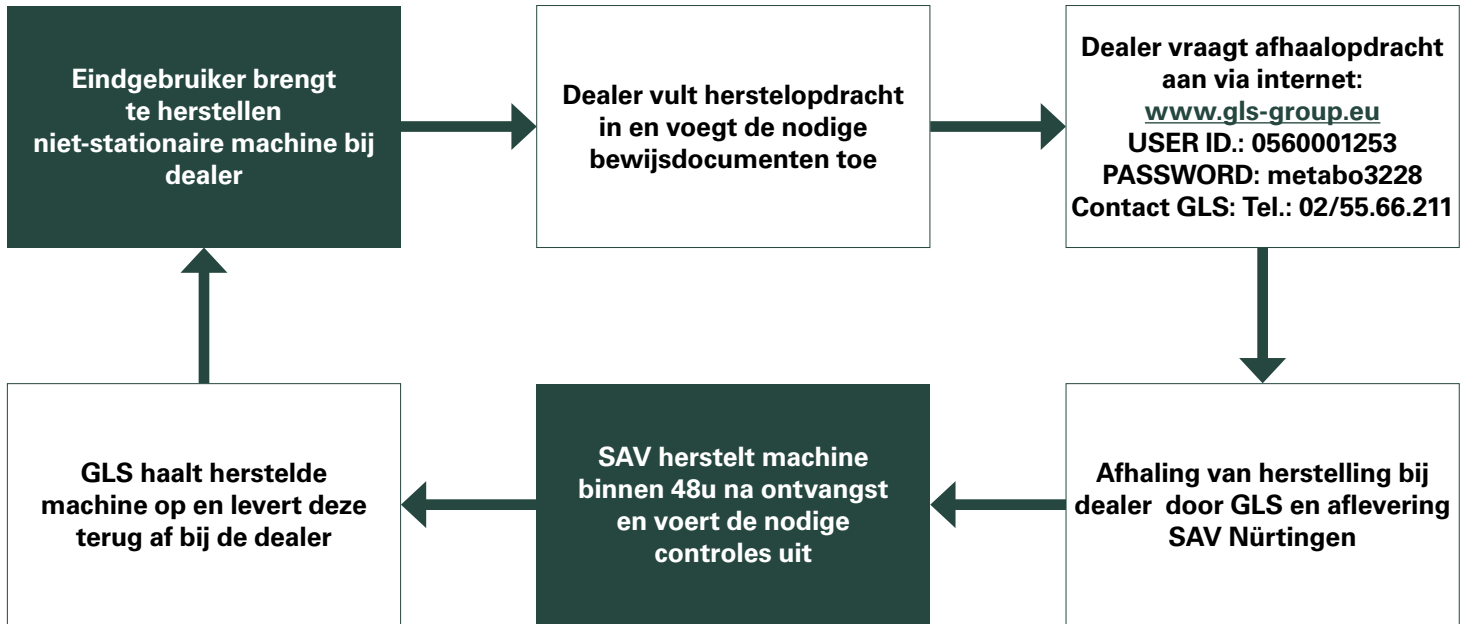 Eindgebruiker brengt
te herstellen
niet-stationaire machine bij
dealer
Dealer vult herstelopdracht
in en voegt de nodige
bewijsdocumenten toe
Dealer vraagt afhaalopdracht
aan via internet:
www.gls-group.eu
USER ID.: 0560001253
PASSWORD: metabo3228
Contact GLS: Tel.: 02/55.66.211
Afhaling van herstelling bij
dealer door GLS en aflevering
SAV Nürtingen
SAV herstelt machine
binnen 48u na ontvangst
en voert de nodige
controles uit
GLS haalt herstelde
machine op en levert deze
terug af bij de dealer